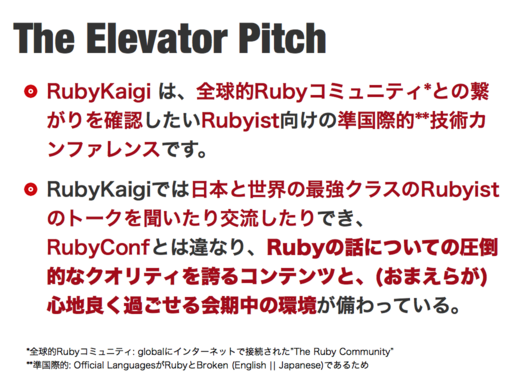 The Elevator Pitch
RubyKaigi は、全球的Rubyコミュニティ*との繋
がりを確認したいRubyist向けの準国際的**技術カ
ンファレンスです。
RubyKaigiでは日本と世界の最強クラスのRubyist
のトークを聞いたり交流したりでき、
RubyConfとは違なり、Rubyの話についての圧倒
的なクオリティを誇るコンテンツと、(おまえらが)
心地良く過ごせる会期中の環境が備わっている。
*全球的Rubyコミュニティ: globalにインターネットで接続された"The Ruby Community"
**準国際的: Official LanguagesがRubyとBroken (English || Japanese)であるため